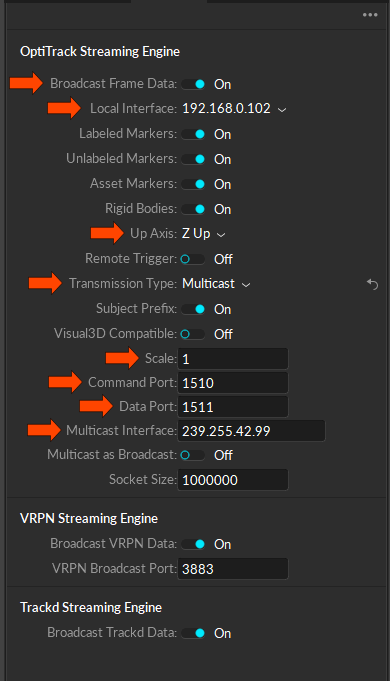 OptiTrack Streaming Engine
Broadcast Frame Data: On
Local Interface: 192.168.0.102
Labeled Markers: On
Unlabeled Markers: On
Asset Markers: On
Rigid Bodies: On
Up Axis: Z Up
Remote Trigger: Off
Transmission Type: Multicast
Subject Prefix: On
Visual3D Compatible: Off
Scale: 1
Command Port: 1510
Data Port: 1511
Multicast Interface: 239.255.42.99
Multicast as Broadcast: Off
Socket Size: 1000000
VRPN Streaming Engine
Broadcast VRPN Data: On
VRPN Broadcast Port: 3883
Trackd Streaming Engine
Broadcast Trackd Data: On